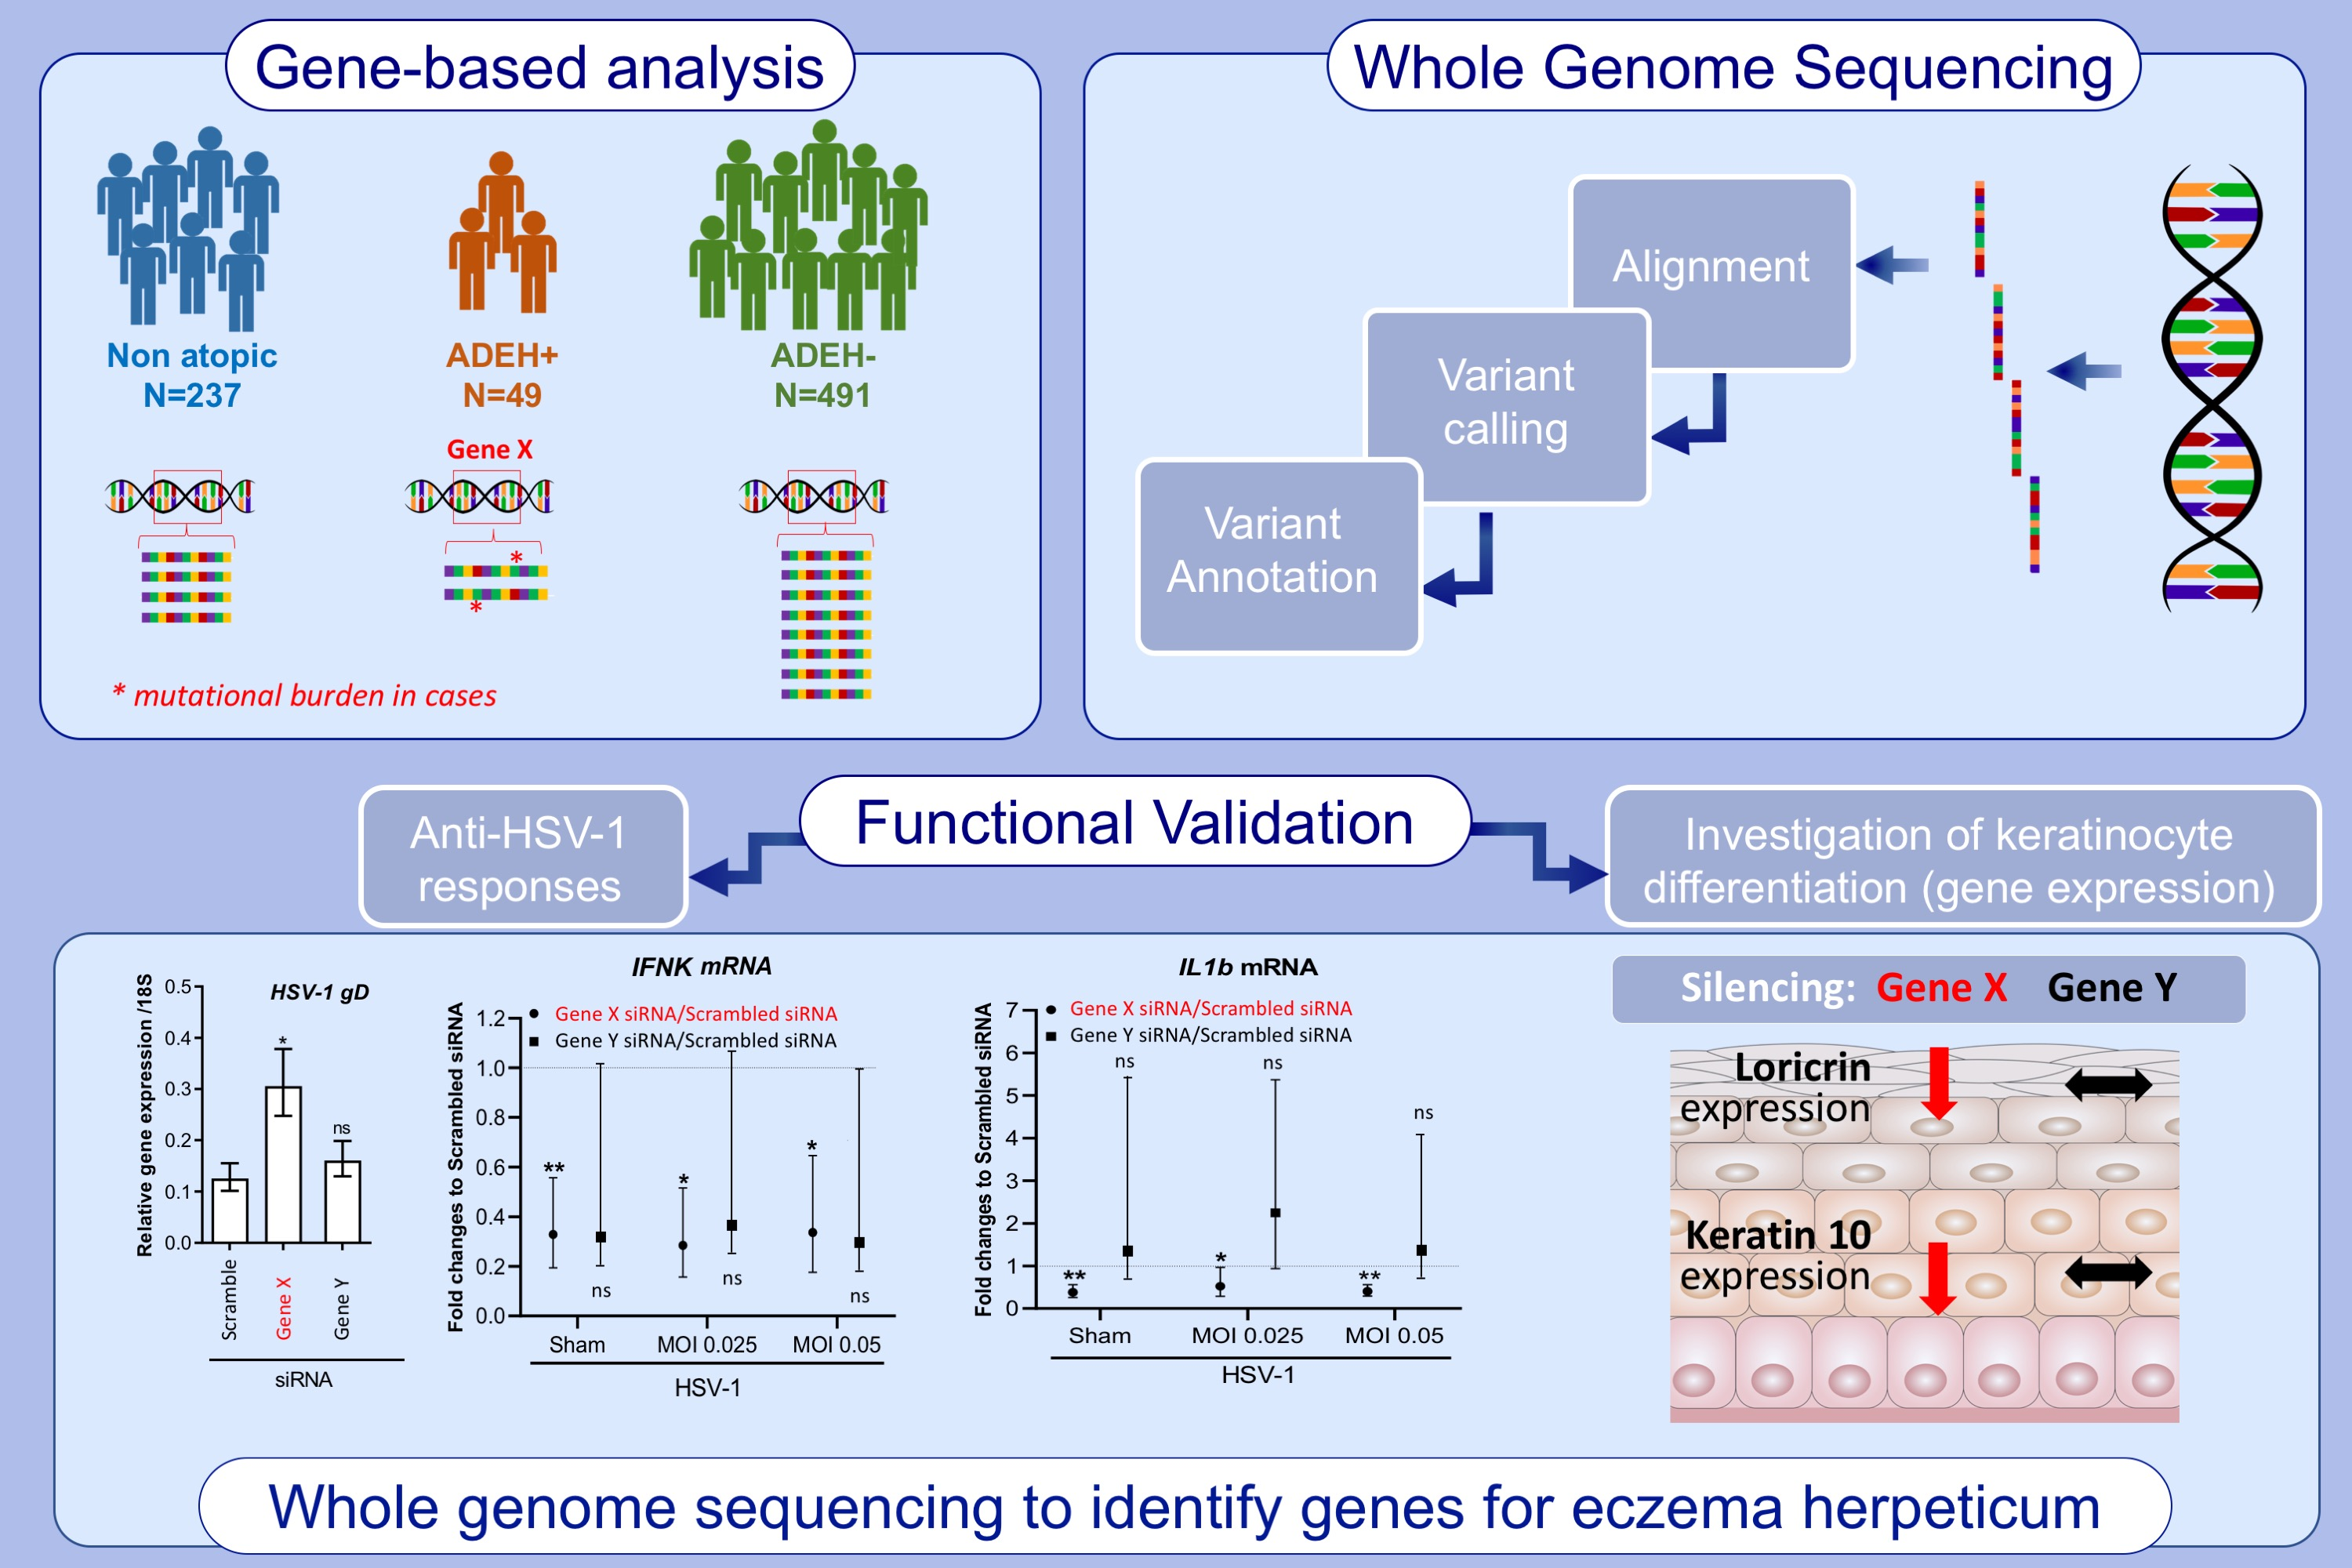 Gene-based analysis
Non atopic
N=237
ADEH+
N=49
ADEH-
N=491
Gene X
*
*
* mutational burden in cases
Whole Genome Sequencing
Alignment
Variant
calling
Variant
Annotation
Functional Validation
Anti-HSV-1
responses
Investigation of keratinocyte
differentiation (gene expression)
Relative gene expression /18S
HSV-1 gD
0.5
0.4
0.3
0.2
0.1
0.0
*
ns
Scramble
Gene X
Gene Y
siRNA
IFNK mRNA
Fold changes to Scrambled siRNA
Gene X siRNA/Scrambled siRNA
Gene Y siRNA/Scrambled siRNA
1.2
1.0
0.8
0.6
0.4
0.2
0.0
**
ns
*
ns
*
ns
Sham
MOI 0.025
MOI 0.05
HSV-1
IL1b mRNA
Fold changes to Scrambled siRNA
Gene X siRNA/Scrambled siRNA
Gene Y siRNA/Scrambled siRNA
7
6
5
4
3
2
1
0
**
ns
*
ns
**
ns
Sham
MOI 0.025
MOI 0.05
HSV-1
Silencing: Gene X Gene Y
Loricrin
expression
Keratin 10
expression
Whole genome sequencing to identify genes for eczema herpeticum